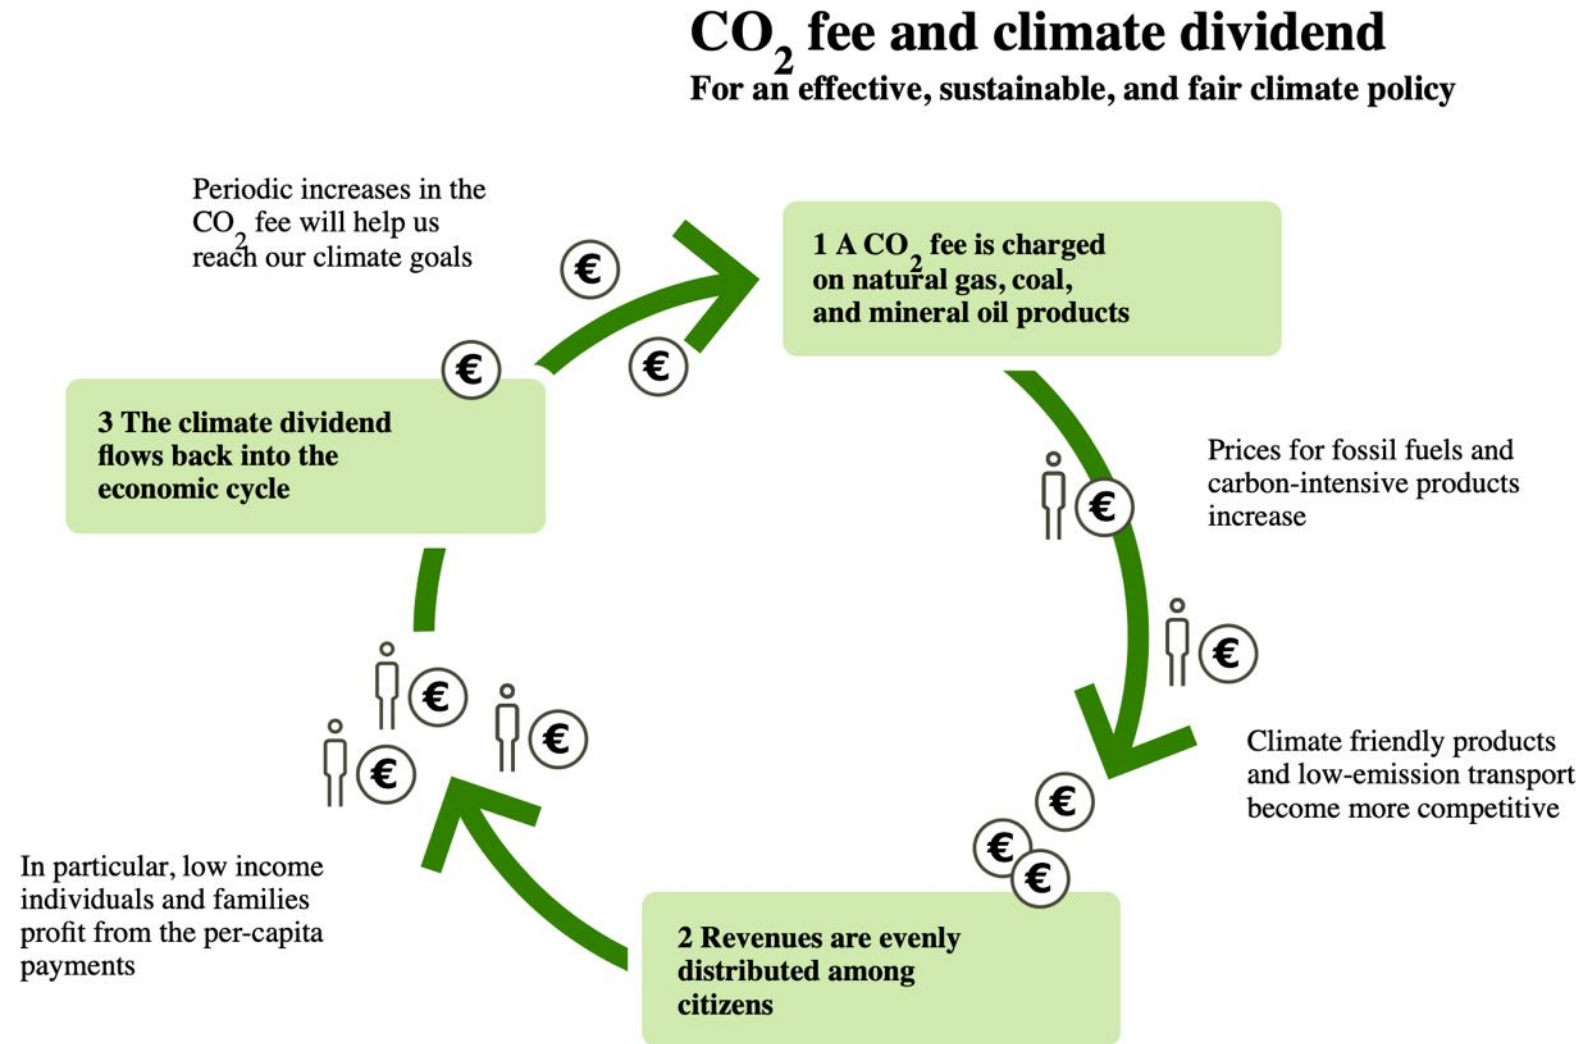 CO₂ fee and climate dividend
For an effective, sustainable, and fair climate policy
Periodic increases in the
CO₂ fee will help us
reach our climate goals
€
€
€
1 A CO₂ fee is charged
on natural gas, coal,
and mineral oil products
€
Prices for fossil fuels and
carbon-intensive products
increase
€
Climate friendly products
and low-emission transport
become more competitive
€
€
€
2 Revenues are evenly
distributed among
citizens
€
€
€
In particular, low income
individuals and families
profit from the per-capita
payments
3 The climate dividend
flows back into the
economic cycle